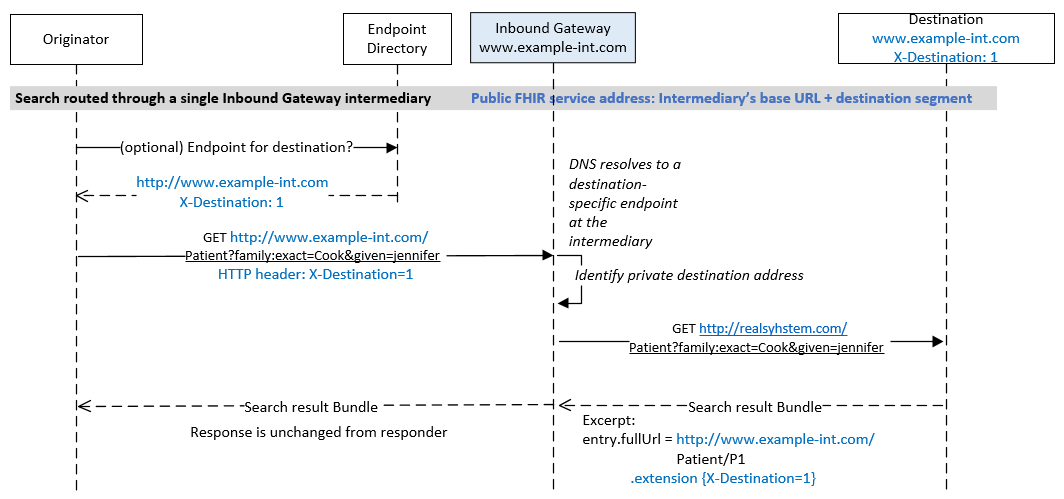 Originator
Endpoint
Directory
Inbound Gateway
www.example-int.com
Destination
www.example-int.com
X-Destination: 1
Search routed through a single Inbound Gateway intermediary
Public FHIR service address: Intermediary's base URL + destination segment
(optional) Endpoint for destination?
http://www.example-int.com
X-Destination: 1
DNS resolves to a
destination-
specific endpoint
at the
intermediary
GET http://www.example-int.com/
Patient?family:exact=Cook&given=jennifer
HTTP header: X-Destination=1
Identify private destination address
GET http://realsyhstem.com/
Patient?family:exact=Cook&given=jennifer
Search result Bundle
Search result Bundle
Response is unchanged from responder
Excerpt:
entry.fullUrl = http://www.example-int.com/
Patient/P1
.extension {X-Destination=1}